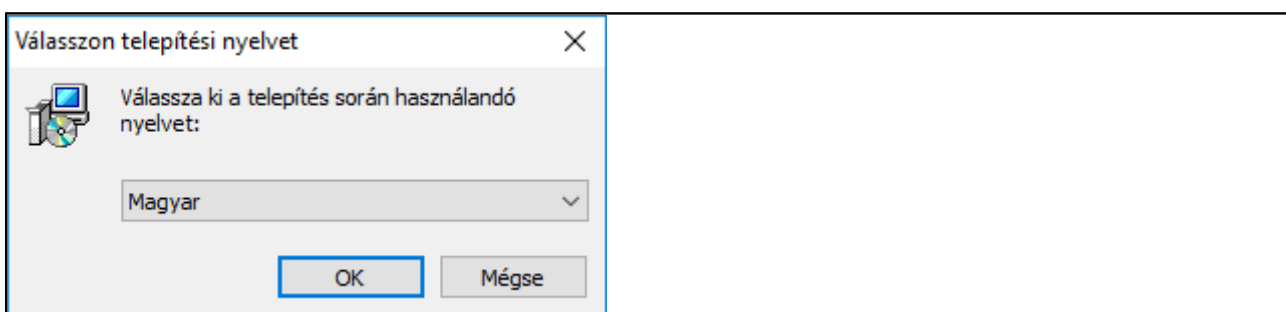 Válasszon telepítési nyelvet
Válassza ki a telepítés során használandó
nyelvet:
Magyar
OK
Mégse